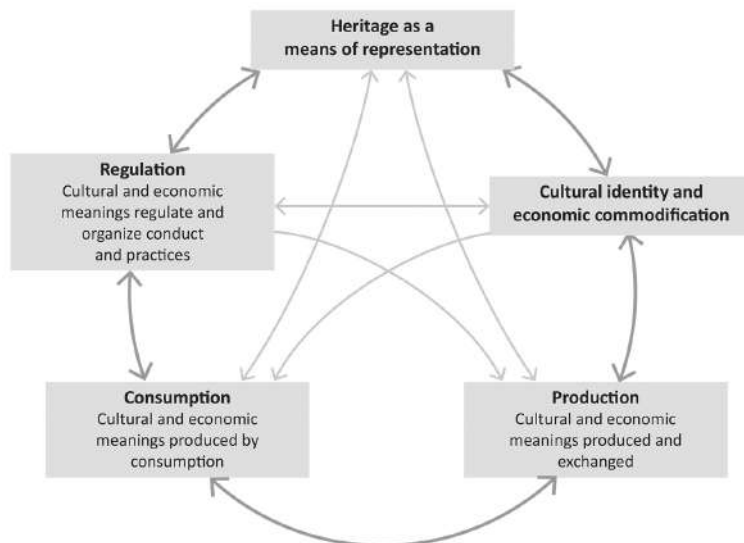 Heritage as a
means of representation
Regulation
Cultural and economic
meanings regulate and
organize conduct
and practices
Cultural identity and
economic commodification
Consumption
Cultural and economic
meanings produced by
consumption
Production
Cultural and economic
meanings produced and
exchanged